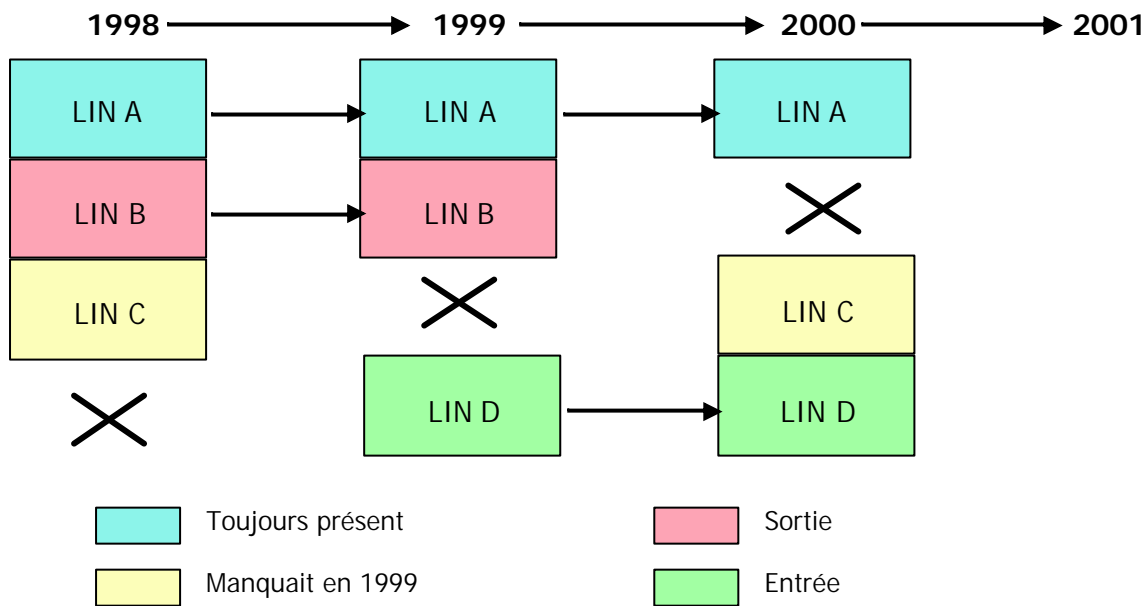 1998 1999 2000 2001
LIN A LIN A LIN A
LIN B LIN B
LIN C LIN C
LIN D LIN D
Toujours présent Sortie
Manquait en 1999 Entrée